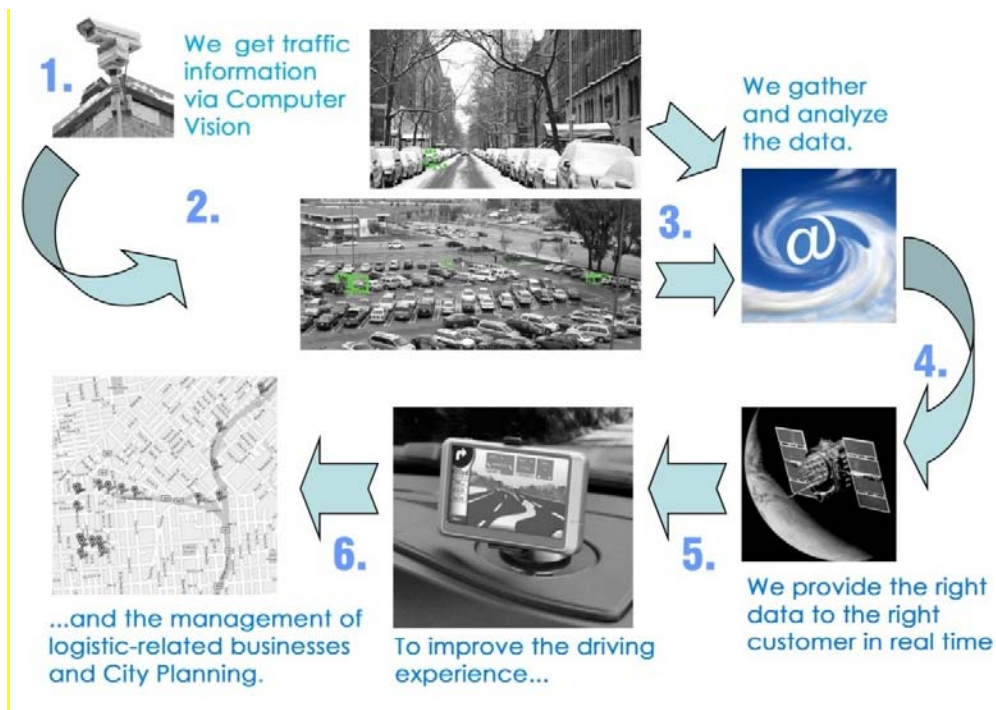 1.
We get traffic
information
via Computer
Vision
2.
3.
We gather
and analyze
the data.
@
4.
We provide the right
data to the right
customer in real time
5.
To improve the driving
experience...
6.
...and the management of
logistic-related businesses
and City Planning.